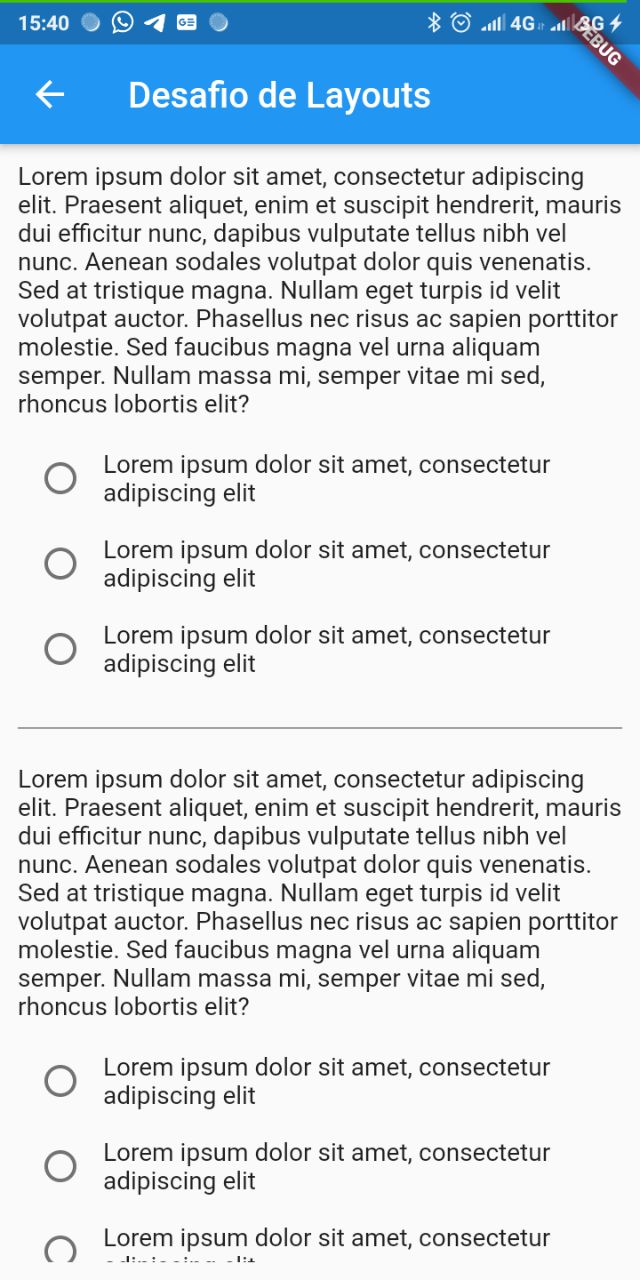 15:40
4G
3G
DEBUG
Desafio de Layouts
Lorem ipsum dolor sit amet, consectetur adipiscing
elit. Praesent aliquet, enim et suscipit hendrerit, mauris
dui efficitur nunc, dapibus vulputate tellus nibh vel
nunc. Aenean sodales volutpat dolor quis venenatis.
Sed at tristique magna. Nullam eget turpis id velit
volutpat auctor. Phasellus nec risus ac sapien porttitor
molestie. Sed faucibus magna vel urna aliquam
semper. Nullam massa mi, semper vitae mi sed,
rhoncus lobortis elit?
Lorem ipsum dolor sit amet, consectetur
adipiscing elit
Lorem ipsum dolor sit amet, consectetur
adipiscing elit
Lorem ipsum dolor sit amet, consectetur
adipiscing elit
Lorem ipsum dolor sit amet, consectetur adipiscing
elit. Praesent aliquet, enim et suscipit hendrerit, mauris
dui efficitur nunc, dapibus vulputate tellus nibh vel
nunc. Aenean sodales volutpat dolor quis venenatis.
Sed at tristique magna. Nullam eget turpis id velit
volutpat auctor. Phasellus nec risus ac sapien porttitor
molestie. Sed faucibus magna vel urna aliquam
semper. Nullam massa mi, semper vitae mi sed,
rhoncus lobortis elit?
Lorem ipsum dolor sit amet, consectetur
adipiscing elit
Lorem ipsum dolor sit amet, consectetur
adipiscing elit
Lorem ipsum dolor sit amet, consectetur